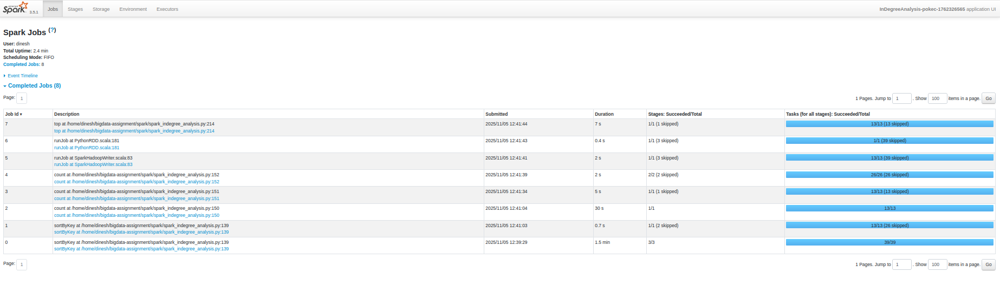 APACHE Spark 3.5.1 Jobs Stages Storage Environment Executors InDegreeAnalysis-pokec-1762326565 application UI
Spark Jobs (?)
User: dinesh
Total Uptime: 2.4 min
Scheduling Mode: FIFO
Completed Jobs: 8
Event Timeline
Completed Jobs (8)
Page: 1 1 Pages. Jump to 1 . Show 100 items in a page. Go
Job Id ▾ Description Submitted Duration Stages: Succeeded/Total Tasks (for all stages): Succeeded/Total
7 top at /home/dinesh/bigdata-assignment/spark/spark_indegree_analysis.py:214 2025/11/05 12:41:44 7 s 1/1 (1 skipped) 13/13 (13 skipped)
top at /home/dinesh/bigdata-assignment/spark/spark_indegree_analysis.py:214
6 runJob at PythonRDD.scala:181 2025/11/05 12:41:43 0.4 s 1/1 (3 skipped) 1/1 (39 skipped)
runJob at PythonRDD.scala:181
5 runJob at SparkHadoopWriter.scala:83 2025/11/05 12:41:41 2 s 1/1 (3 skipped) 13/13 (39 skipped)
runJob at SparkHadoopWriter.scala:83
4 count at /home/dinesh/bigdata-assignment/spark/spark_indegree_analysis.py:152 2025/11/05 12:41:39 2 s 2/2 (2 skipped) 26/26 (26 skipped)
count at /home/dinesh/bigdata-assignment/spark/spark_indegree_analysis.py:152
3 count at /home/dinesh/bigdata-assignment/spark/spark_indegree_analysis.py:151 2025/11/05 12:41:34 5 s 1/1 (1 skipped) 13/13 (13 skipped)
count at /home/dinesh/bigdata-assignment/spark/spark_indegree_analysis.py:151
2 count at /home/dinesh/bigdata-assignment/spark/spark_indegree_analysis.py:150 2025/11/05 12:41:04 30 s 1/1 13/13
count at /home/dinesh/bigdata-assignment/spark/spark_indegree_analysis.py:150
1 sortByKey at /home/dinesh/bigdata-assignment/spark/spark_indegree_analysis.py:139 2025/11/05 12:41:03 0.7 s 1/1 (2 skipped) 13/13 (26 skipped)
sortByKey at /home/dinesh/bigdata-assignment/spark/spark_indegree_analysis.py:139
0 sortByKey at /home/dinesh/bigdata-assignment/spark/spark_indegree_analysis.py:139 2025/11/05 12:39:29 1.5 min 3/3 39/39
sortByKey at /home/dinesh/bigdata-assignment/spark/spark_indegree_analysis.py:139
Page: 1 1 Pages. Jump to 1 . Show 100 items in a page. Go